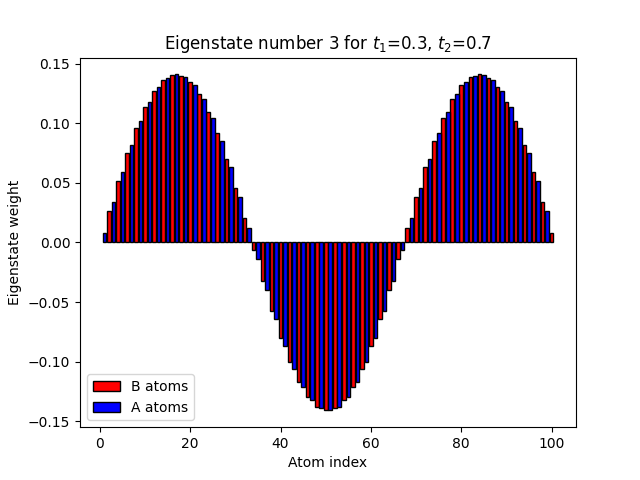 Eigenstate number 3 for t₁=0.3, t₂=0.7
Eigenstate weight
0.15
0.10
0.05
0.00
−0.05
−0.10
−0.15
B atoms
A atoms
0 20 40 60 80 100
Atom index